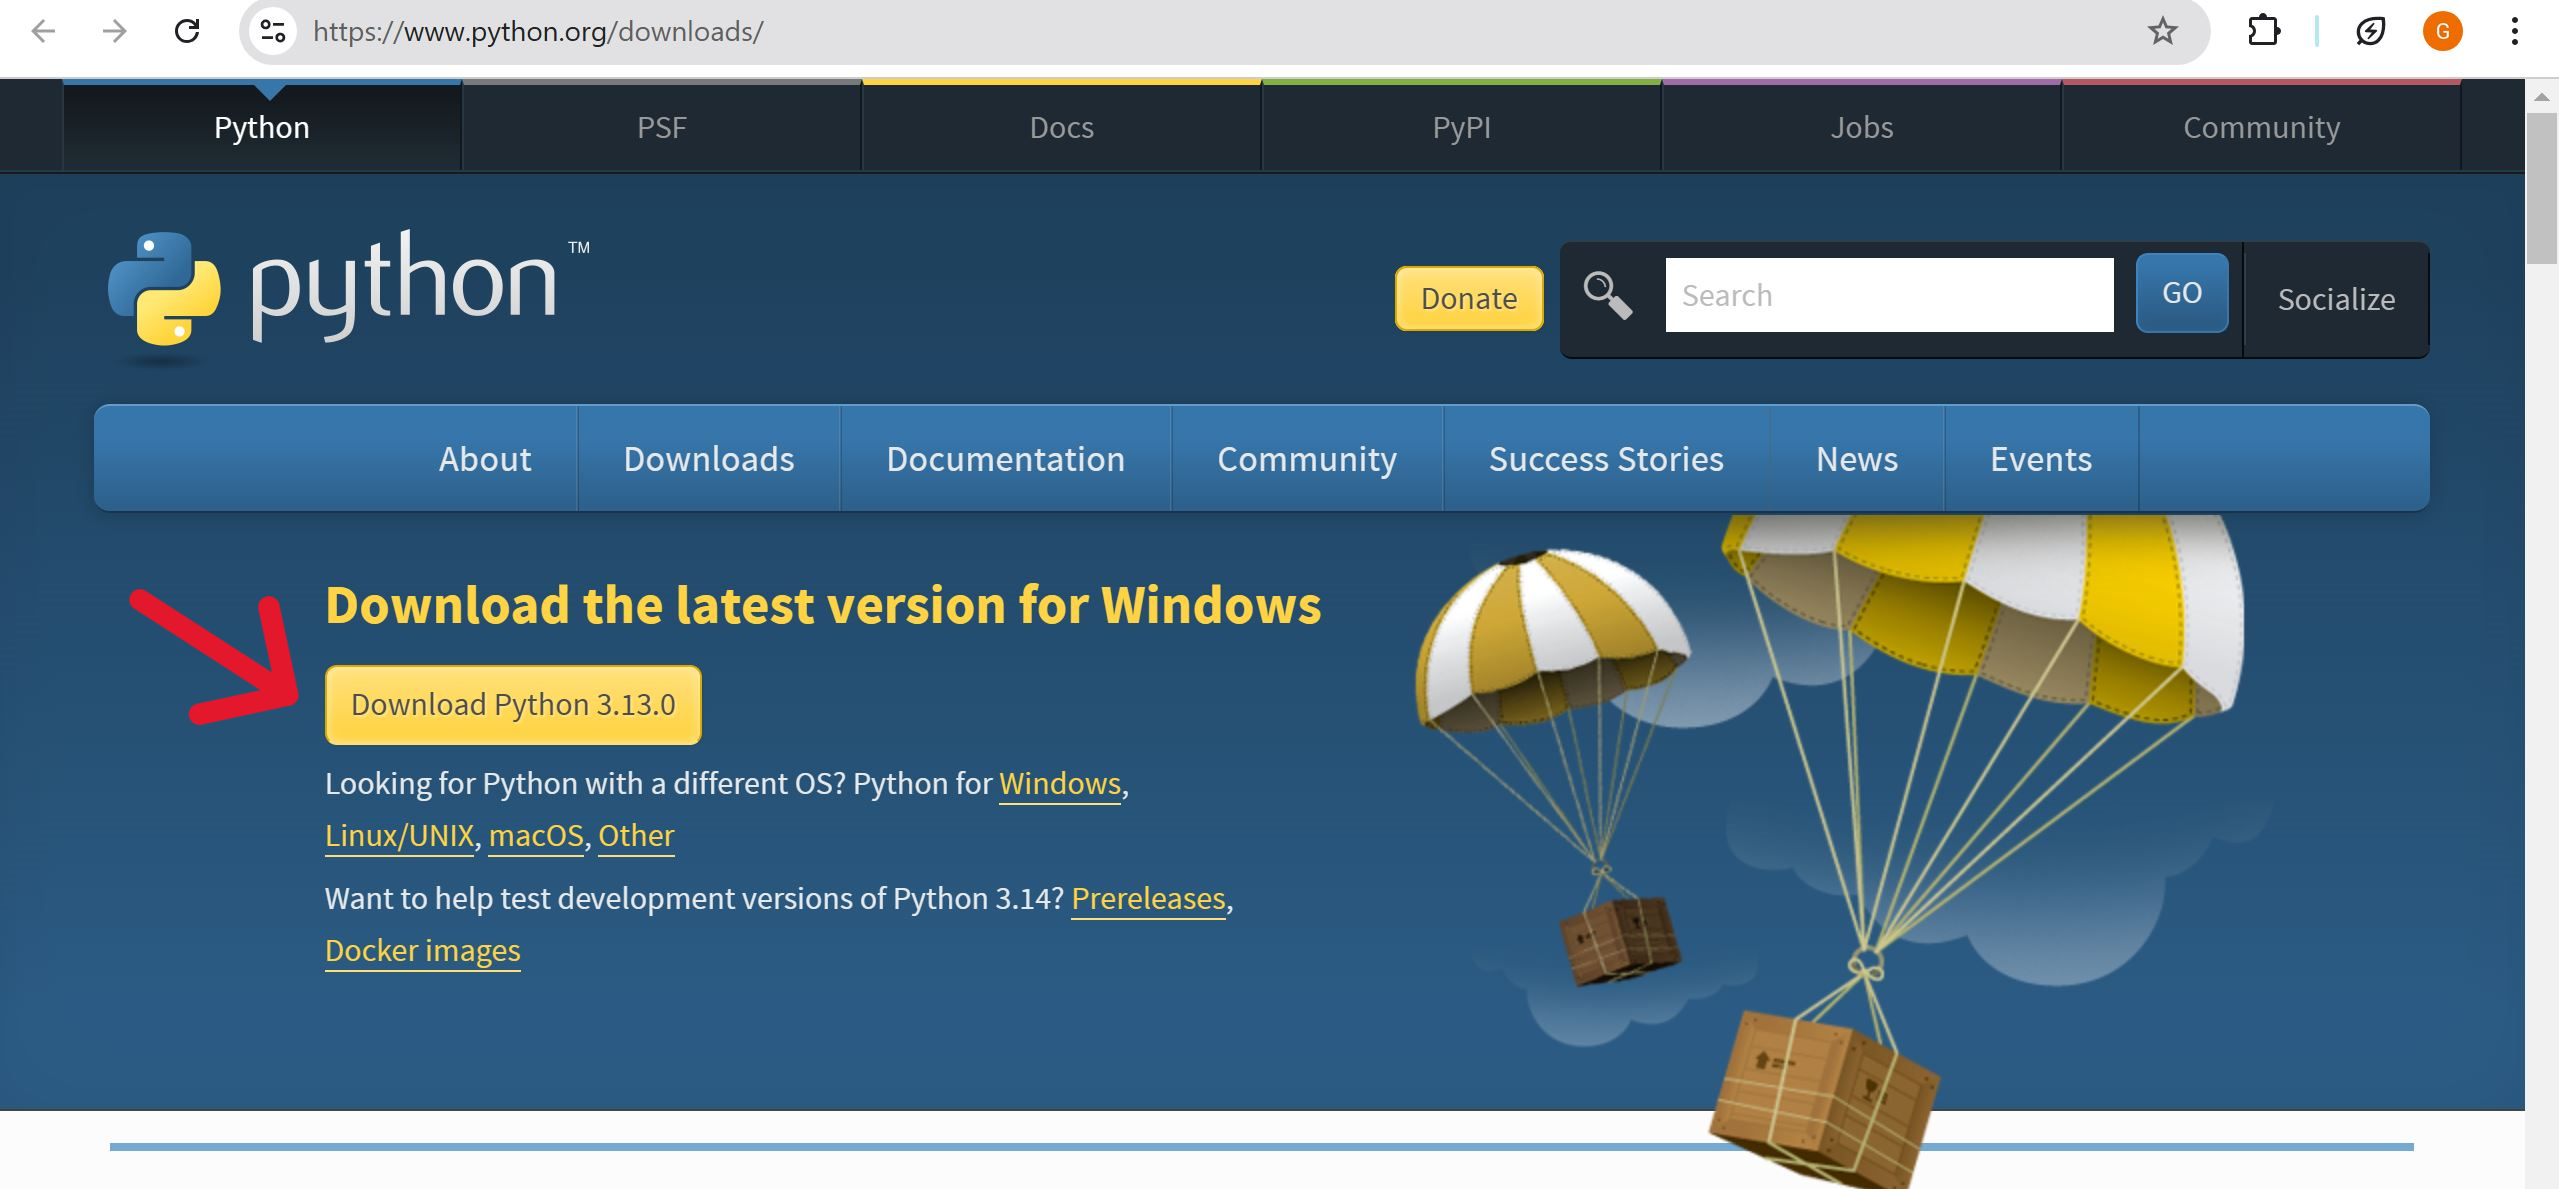 https://www.python.org/downloads/
G
Python
PSF
Docs
PyPI
Jobs
Community
python™
Donate
Search
GO
Socialize
About
Downloads
Documentation
Community
Success Stories
News
Events
Download the latest version for Windows
Download Python 3.13.0
Looking for Python with a different OS? Python for Windows,
Linux/UNIX, macOS, Other
Want to help test development versions of Python 3.14? Prereleases,
Docker images